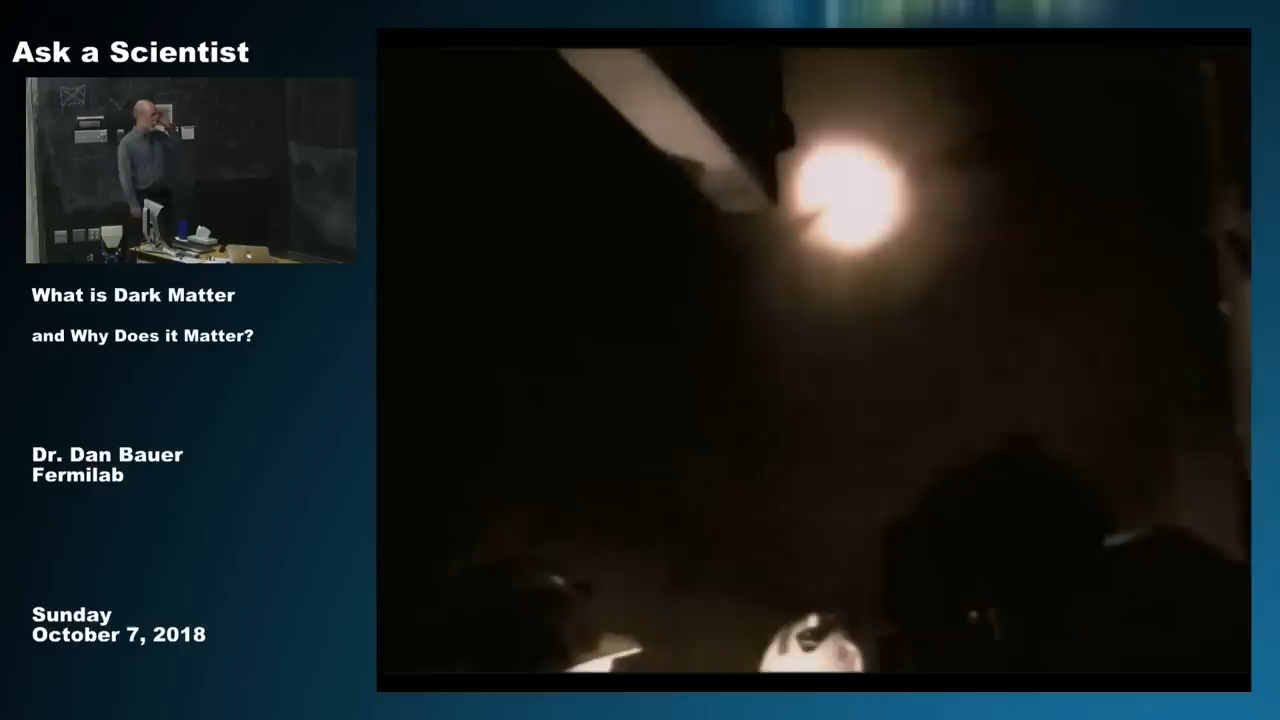 Ask a Scientist
What is Dark Matter
and Why Does it Matter?
Dr. Dan Bauer
Fermilab
Sunday
October 7, 2018